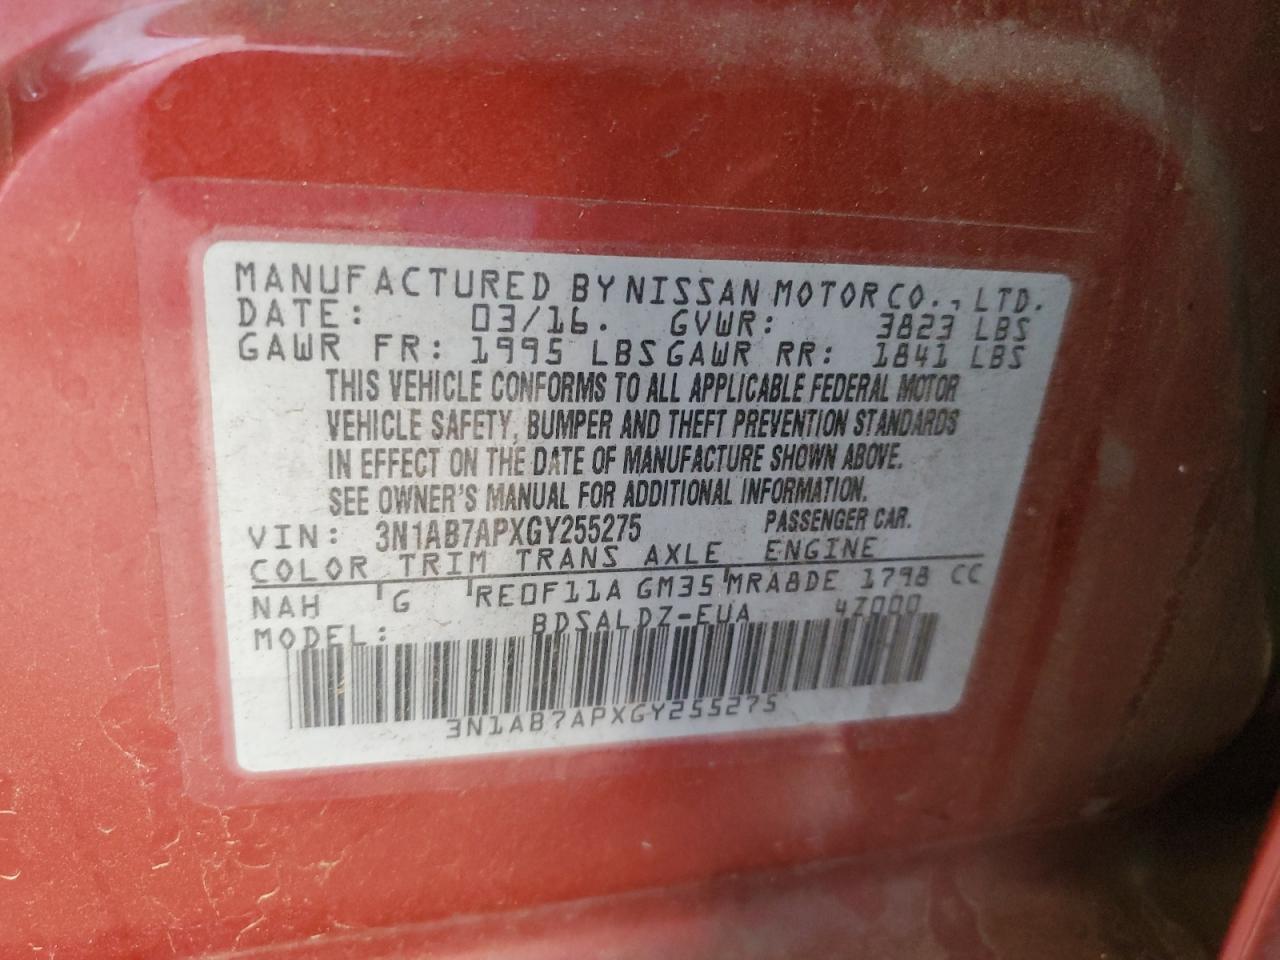 MANUFACTURED BY NISSAN MOTOR CO., LTD.
DATE: 03/16. GVWR: 3823 LBS
GAWR FR: 1995 LBS GAWR RR: 1841 LBS
THIS VEHICLE CONFORMS TO ALL APPLICABLE FEDERAL MOTOR
VEHICLE SAFETY, BUMPER AND THEFT PREVENTION STANDARDS
IN EFFECT ON THE DATE OF MANUFACTURE SHOWN ABOVE.
SEE OWNER'S MANUAL FOR ADDITIONAL INFORMATION.
VIN: 3N1AB7APXGY255275 PASSENGER CAR.
COLOR TRIM TRANS AXLE ENGINE
NAH G RE0F11A GM35 MRA8DE 1798 CC
MODEL: BDSALDZ-EUA 4Z000
3N1AB7APXGY255275